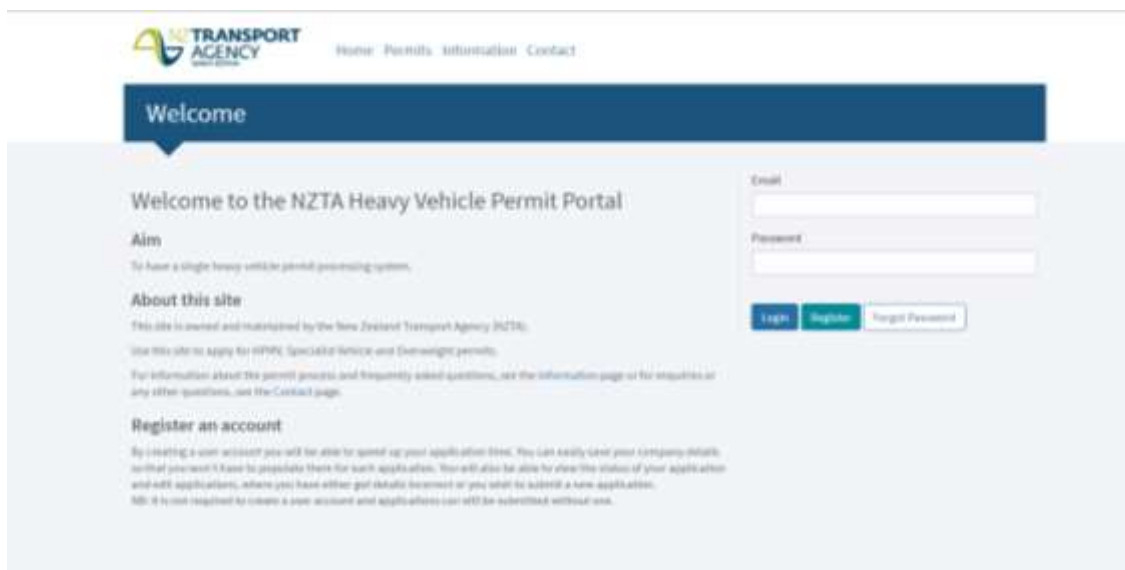 NZ TRANSPORT
AGENCY
Home Permits Information Contact
Welcome
Welcome to the NZTA Heavy Vehicle Permit Portal
Aim
To have a single heavy vehicle permit processing system.
About this site
This site is owned and maintained by the New Zealand Transport Agency (NZTA).
Use this site to apply for HPMV, Specialist Vehicle and Overweight permits.
For information about the permit process and frequently asked questions, see the Information page or for enquiries or
any other questions, see the Contact page.
Register an account
By creating a user account you will be able to speed up your application time. You can easily save your company details
so that you won't have to populate them for each application. You will also be able to view the status of your application
and edit applications, where you have either got details incorrect or you wish to submit a new application.
NB: It is not required to create a user account and applications can still be submitted without one.
Email
Password
Login Register Forgot Password